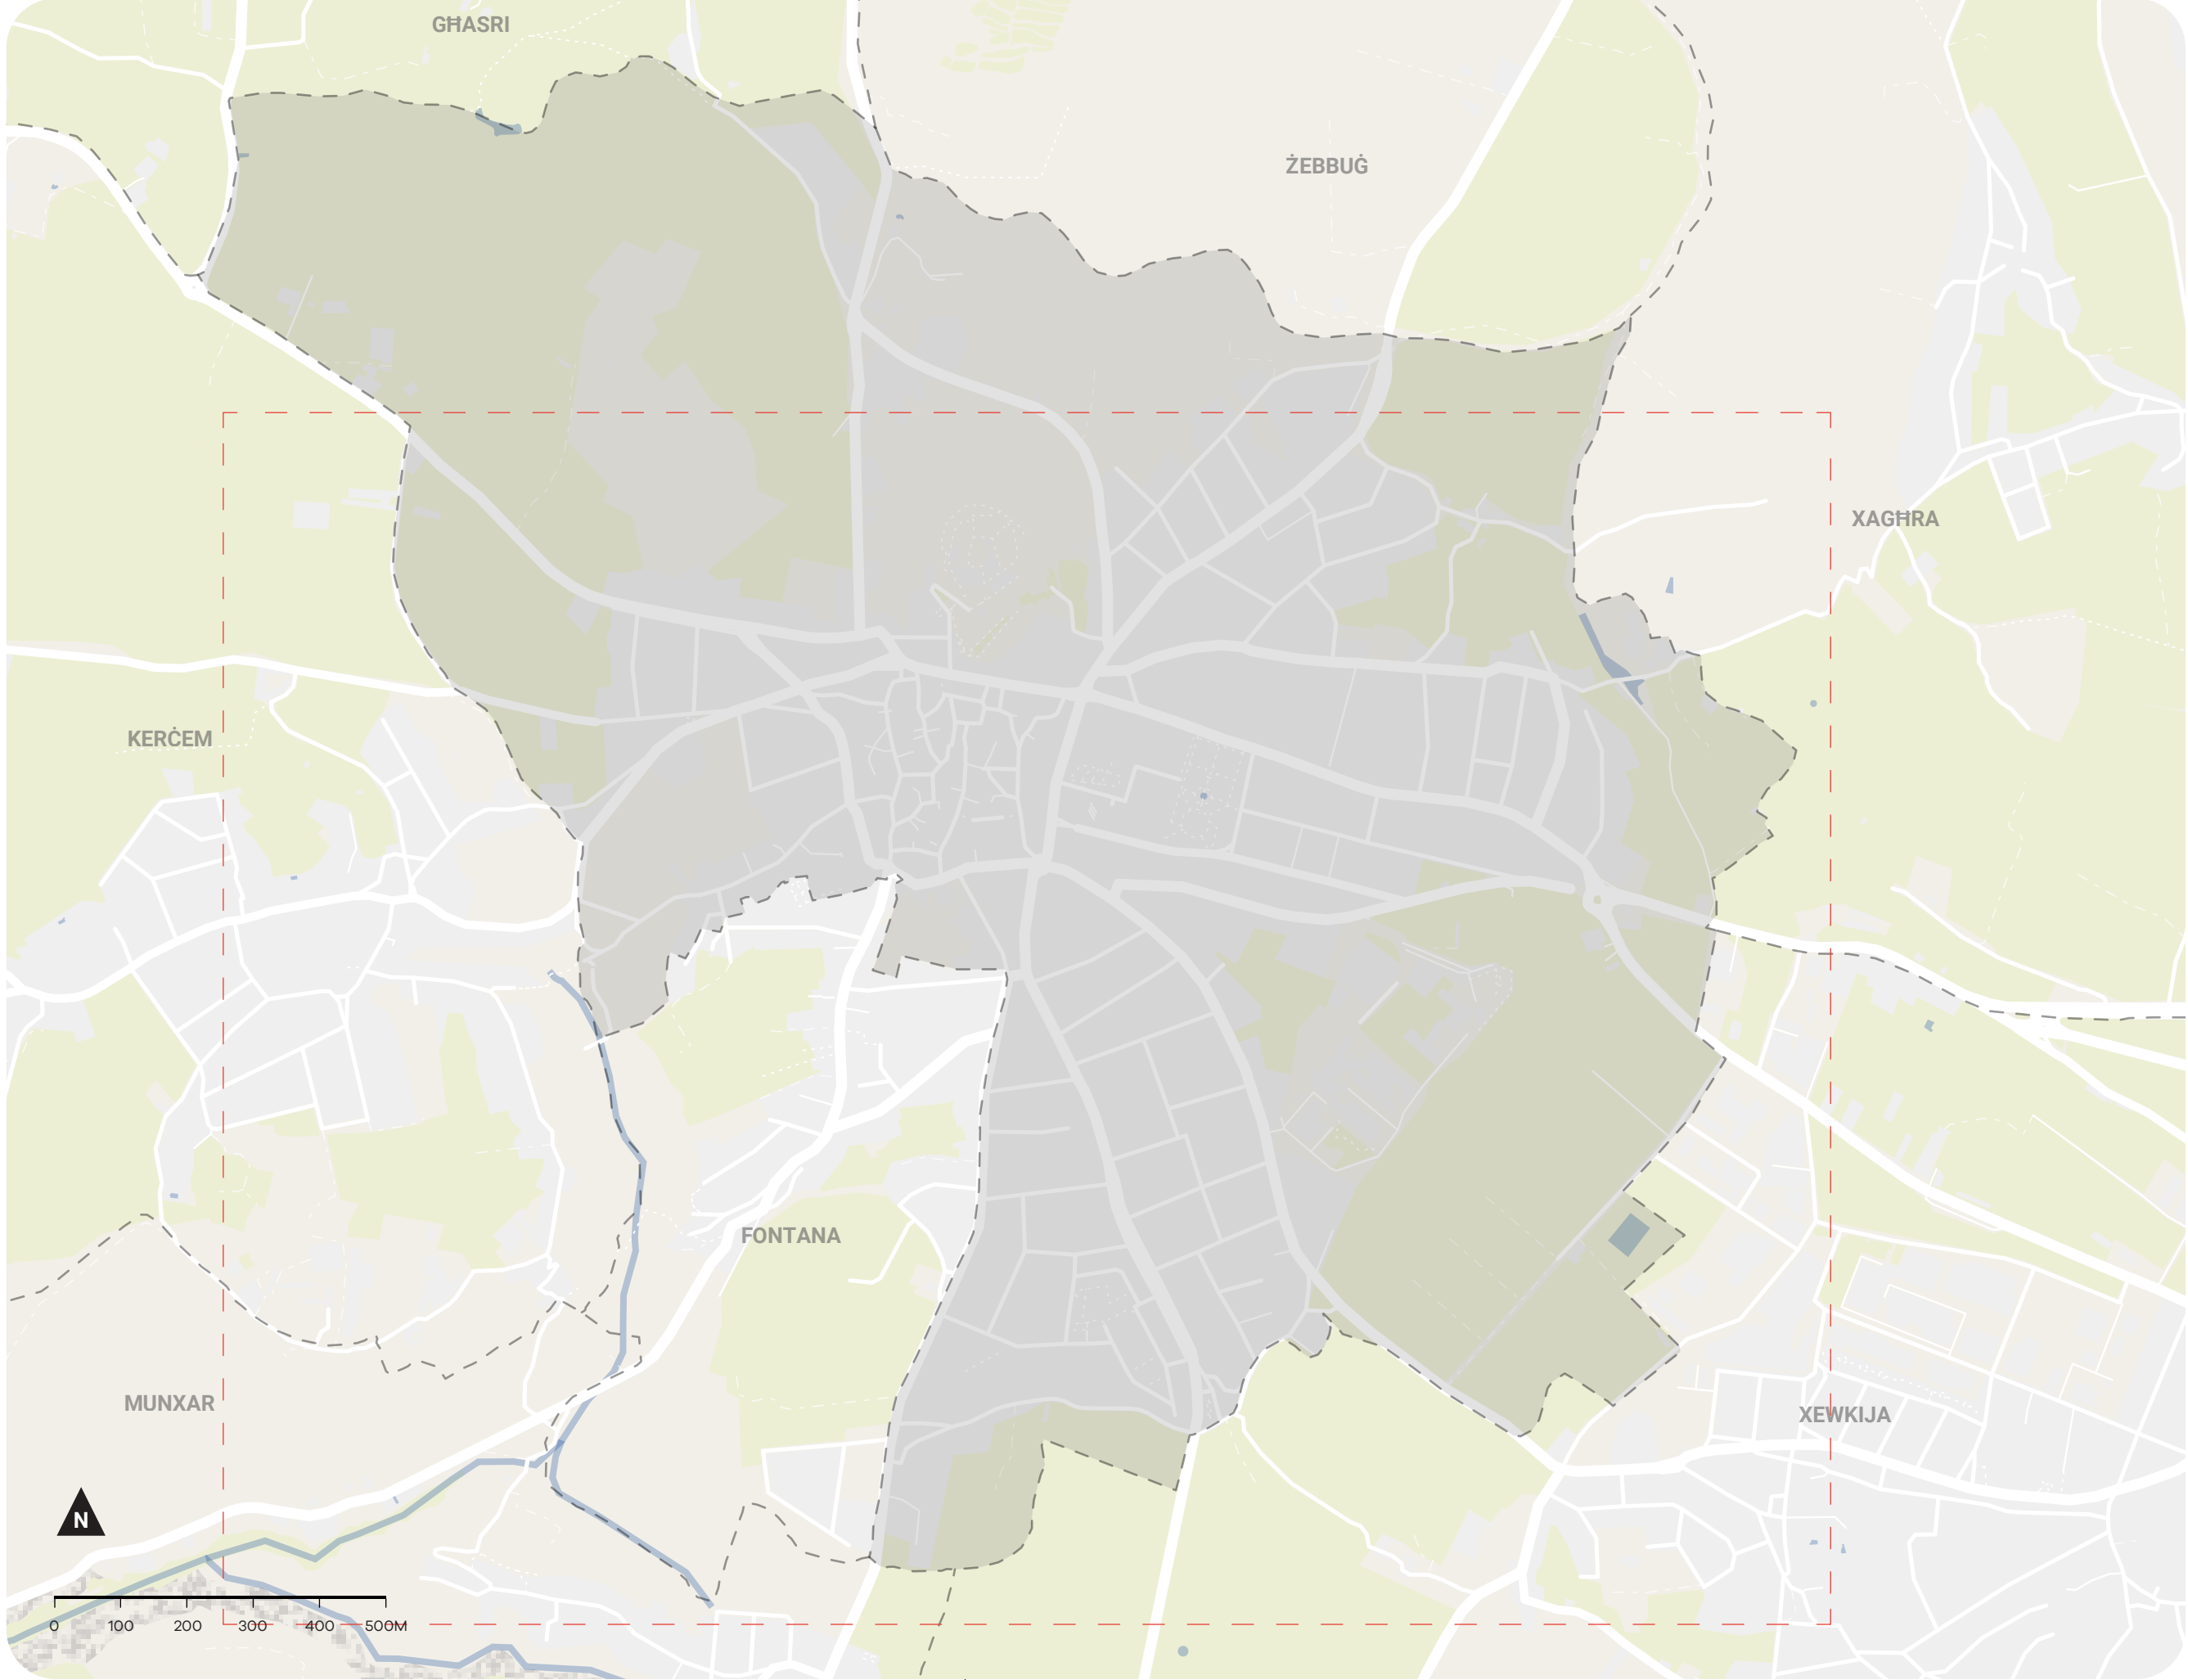 GĦASRI
ŻEBBUĠ
XAGĦRA
KERĊEM
FONTANA
MUNXAR
XEWKIJA
N
0 100 200 300 400 500M